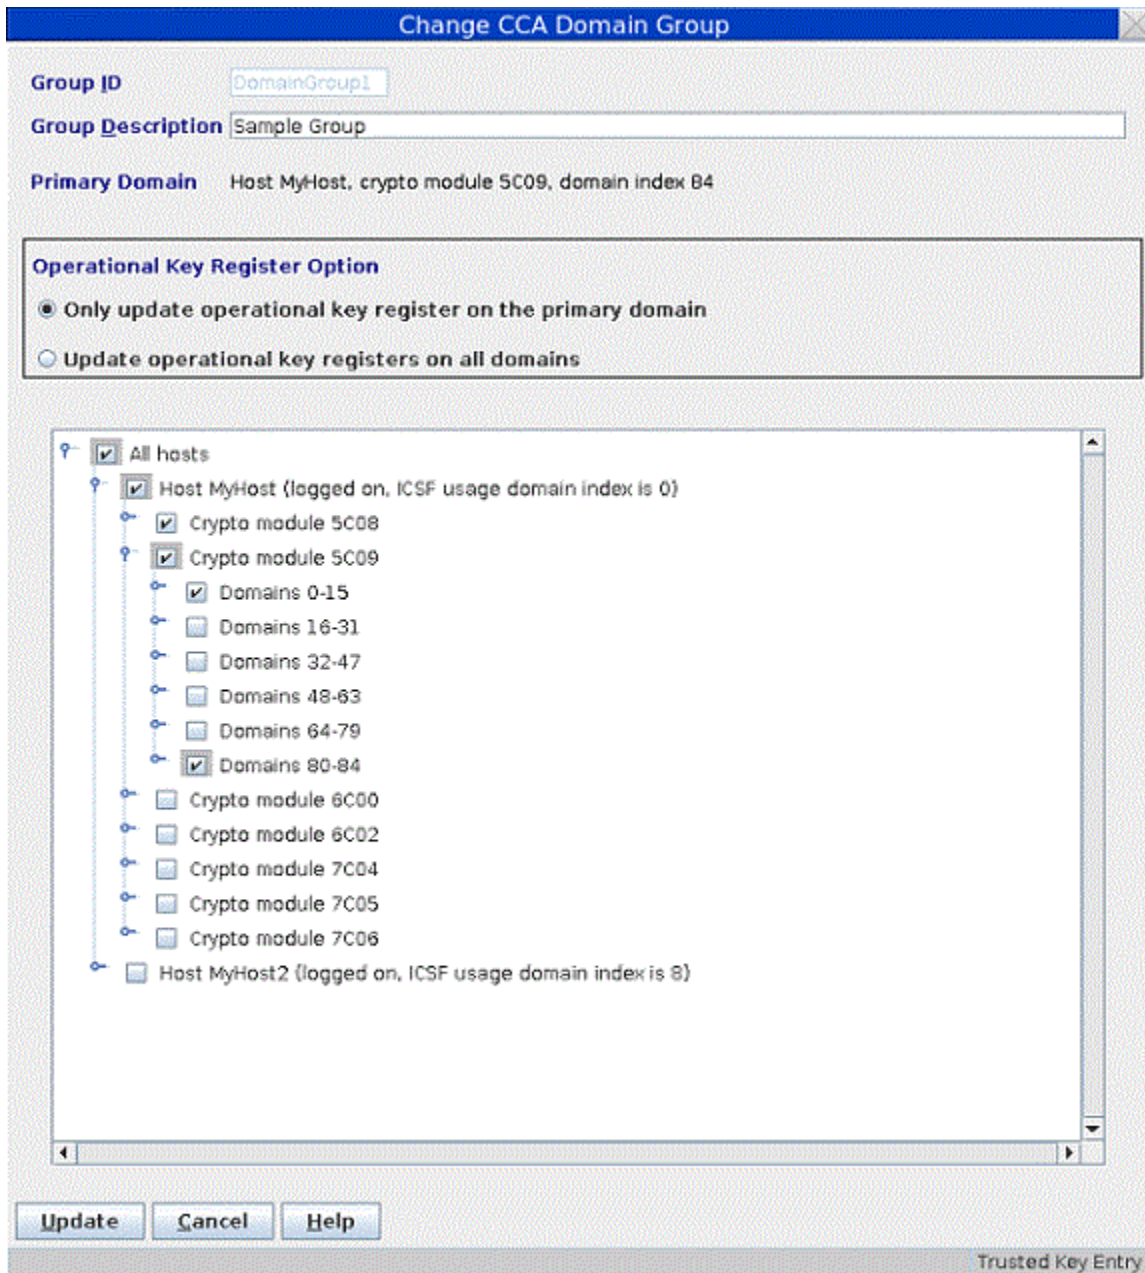 Change CCA Domain Group
Group ID DomainGroup1
Group Description Sample Group
Primary Domain Host MyHost, crypto module 5C09, domain index 84
Operational Key Register Option
Only update operational key register on the primary domain
Update operational key registers on all domains
All hosts
Host MyHost (logged on, ICSF usage domain index is 0)
Crypto module 5C08
Crypto module 5C09
Domains 0-15
Domains 16-31
Domains 32-47
Domains 48-63
Domains 64-79
Domains 80-84
Crypto module 6C00
Crypto module 6C02
Crypto module 7C04
Crypto module 7C05
Crypto module 7C06
Host MyHost2 (logged on, ICSF usage domain index is 8)
Update Cancel Help
Trusted Key Entry